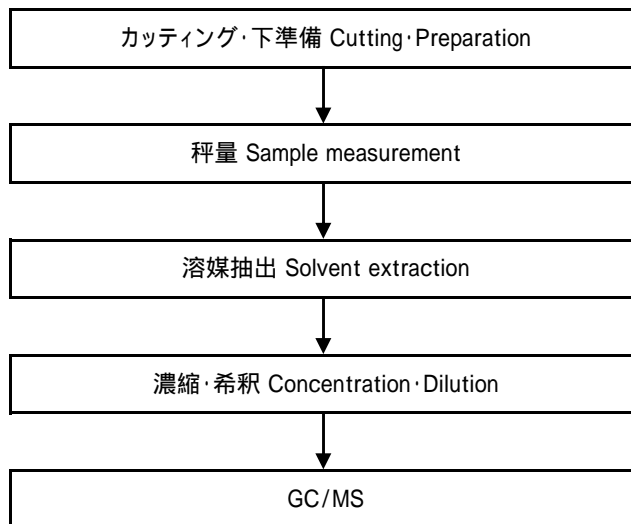 カッティング･下準備 Cutting･Preparation
秤量 Sample measurement
溶媒抽出 Solvent extraction
濃縮･希釈 Concentration･Dilution
GC/MS